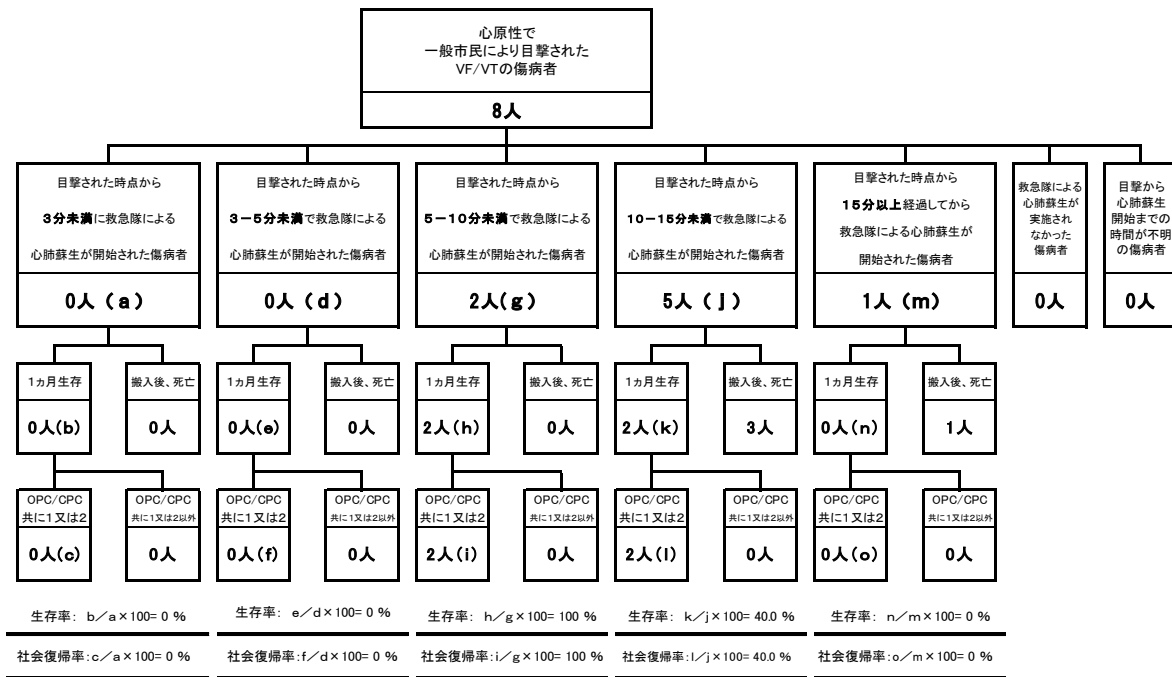 心原性で
一般市民により目撃された
VF/VTの傷病者
8人
目撃された時点から
3分未満に救急隊による
心肺蘇生が開始された傷病者
0人（a）
目撃された時点から
3－5分未満で救急隊による
心肺蘇生が開始された傷病者
0人（d）
目撃された時点から
5－10分未満で救急隊による
心肺蘇生が開始された傷病者
2人(g)
目撃された時点から
10－15分未満で救急隊による
心肺蘇生が開始された傷病者
5人（j）
目撃された時点から
15分以上経過してから
救急隊による心肺蘇生が
開始された傷病者
1人（m）
救急隊による
心肺蘇生が
実施され
なかった
傷病者
0人
目撃から
心肺蘇生
開始までの
時間が不明
の傷病者
0人
1ヵ月生存
0人(b)
搬入後、死亡
0人
1ヵ月生存
0人(e)
搬入後、死亡
0人
1ヵ月生存
2人(h)
搬入後、死亡
0人
1ヵ月生存
2人(k)
搬入後、死亡
3人
1ヵ月生存
0人(n)
搬入後、死亡
1人
OPC/CPC
共に1又は2
0人(c)
OPC/CPC
共に1又は2以外
0人
OPC/CPC
共に1又は2
0人(f)
OPC/CPC
共に1又は2以外
0人
OPC/CPC
共に1又は2
2人(i)
OPC/CPC
共に1又は2以外
0人
OPC/CPC
共に1又は2
2人(l)
OPC/CPC
共に1又は2以外
0人
OPC/CPC
共に1又は2
0人(o)
OPC/CPC
共に1又は2以外
0人
生存率： b／a×100= 0 %
生存率： e／d×100= 0 %
生存率： h／g×100= 100 %
生存率： k／j×100= 40.0 %
生存率： n／m×100= 0 %
社会復帰率：c／a×100= 0 %
社会復帰率：f／d×100= 0 %
社会復帰率：i／g×100= 100 %
社会復帰率：l／j×100= 40.0 %
社会復帰率：o／m×100= 0 %